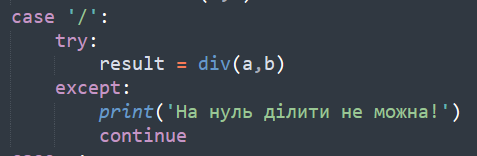 case '/':
try:
result = div(a,b)
except:
print('На нуль ділити не можна!')
continue